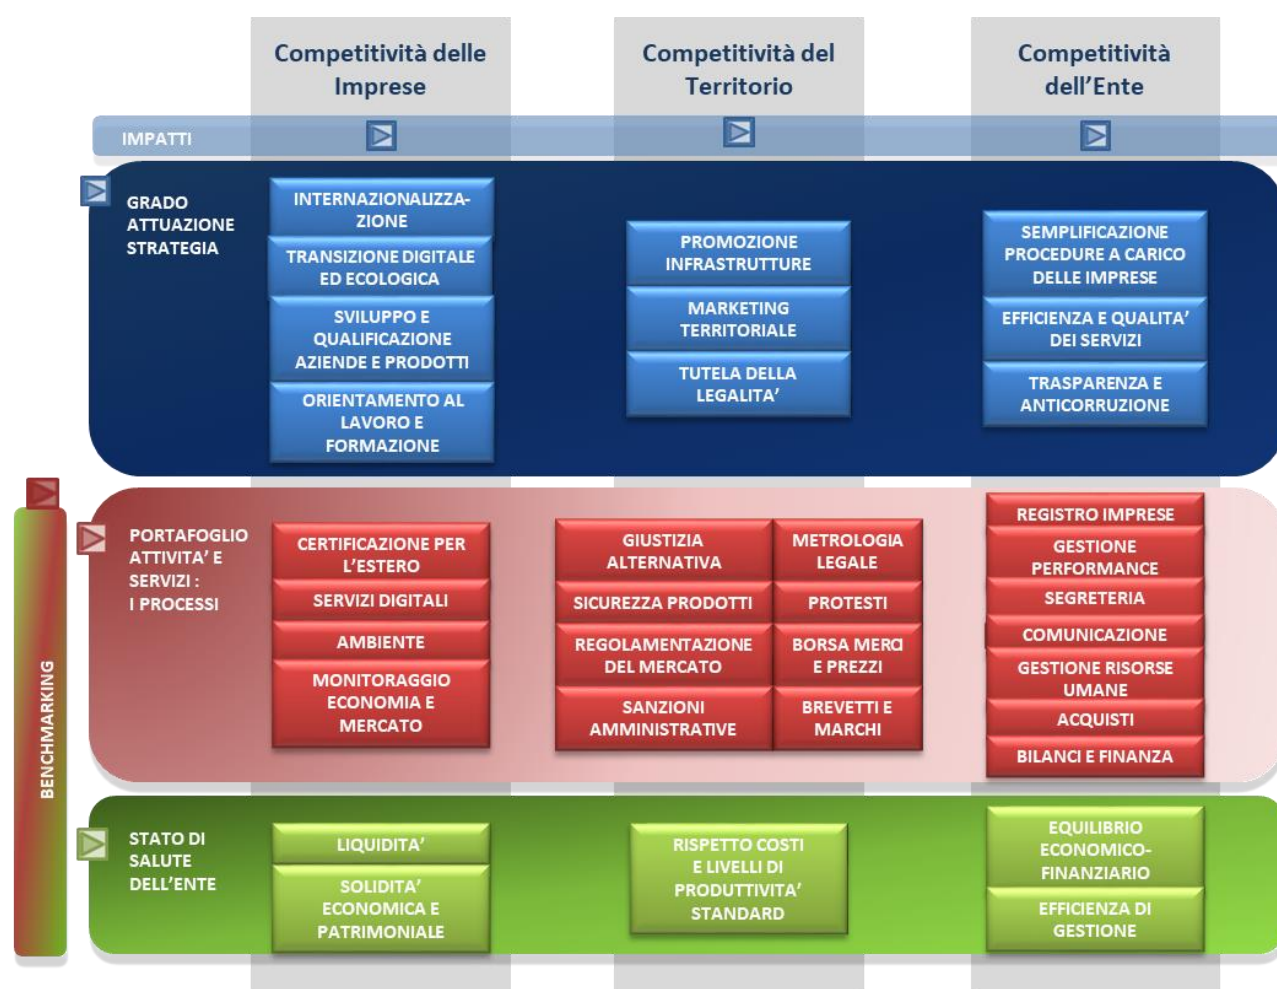 Competitività delle
Imprese
Competitività del
Territorio
Competitività
dell’Ente
IMPATTI
GRADO
ATTUAZIONE
STRATEGIA
INTERNAZIONALIZZA-
ZIONE
TRANSIZIONE DIGITALE
ED ECOLOGICA
SVILUPPO E
QUALIFICAZIONE
AZIENDE E PRODOTTI
ORIENTAMENTO AL
LAVORO E
FORMAZIONE
PROMOZIONE
INFRASTRUTTURE
MARKETING
TERRITORIALE
TUTELA DELLA
LEGALITA’
SEMPLIFICAZIONE
PROCEDURE A CARICO
DELLE IMPRESE
EFFICIENZA E QUALITA’
DEI SERVIZI
TRASPARENZA E
ANTICORRUZIONE
BENCHMARKING
PORTAFOGLIO
ATTIVITA’ E
SERVIZI :
I PROCESSI
CERTIFICAZIONE PER
L’ESTERO
SERVIZI DIGITALI
AMBIENTE
MONITORAGGIO
ECONOMIA E
MERCATO
GIUSTIZIA
ALTERNATIVA
SICUREZZA PRODOTTI
REGOLAMENTAZIONE
DEL MERCATO
SANZIONI
AMMINISTRATIVE
METROLOGIA
LEGALE
PROTESTI
BORSA MERCI
E PREZZI
BREVETTI E
MARCHI
REGISTRO IMPRESE
GESTIONE
PERFORMANCE
SEGRETERIA
COMUNICAZIONE
GESTIONE RISORSE
UMANE
ACQUISTI
BILANCI E FINANZA
STATO DI
SALUTE
DELL’ENTE
LIQUIDITA’
SOLIDITA’
ECONOMICA E
PATRIMONIALE
RISPETTO COSTI
E LIVELLI DI
PRODUTTIVITA’
STANDARD
EQUILIBRIO
ECONOMICO-
FINANZIARIO
EFFICIENZA DI
GESTIONE